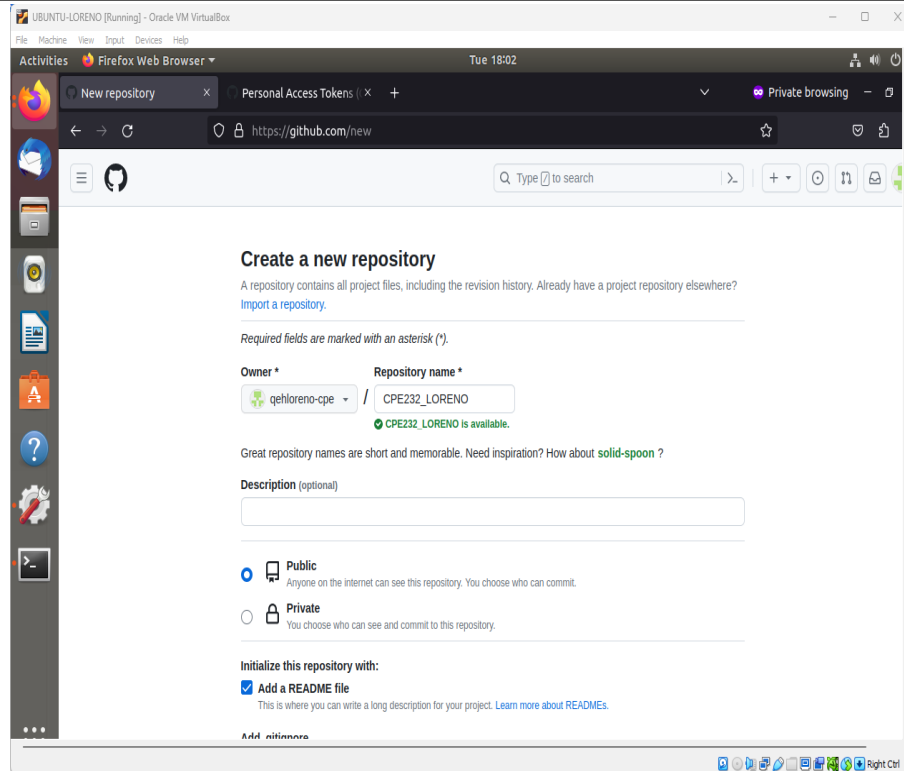 UBUNTU-LORENO [Running] - Oracle VM VirtualBox
File Machine View Input Devices Help
Activities Firefox Web Browser Tue 18:02
New repository Personal Access Tokens ( Private browsing
https://github.com/new
Type / to search
Create a new repository
A repository contains all project files, including the revision history. Already have a project repository elsewhere?
Import a repository.
Required fields are marked with an asterisk (*).
Owner * Repository name *
qehloreno-cpe / CPE232_LORENO
CPE232_LORENO is available.
Great repository names are short and memorable. Need inspiration? How about solid-spoon ?
Description (optional)
Public
Anyone on the internet can see this repository. You choose who can commit.
Private
You choose who can see and commit to this repository.
Initialize this repository with:
Add a README file
This is where you can write a long description for your project. Learn more about READMEs.
Add .gitignore
Right Ctrl